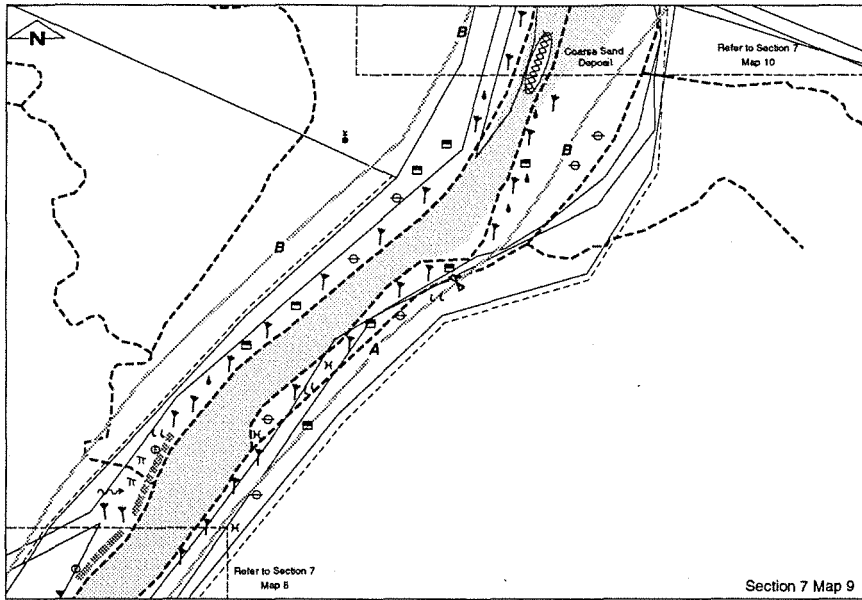 N
B
Coarse Sand
Deposit
Refer to Section 7
Map 10
B
B
A
Refer to Section 7
Map 8
Section 7 Map 9